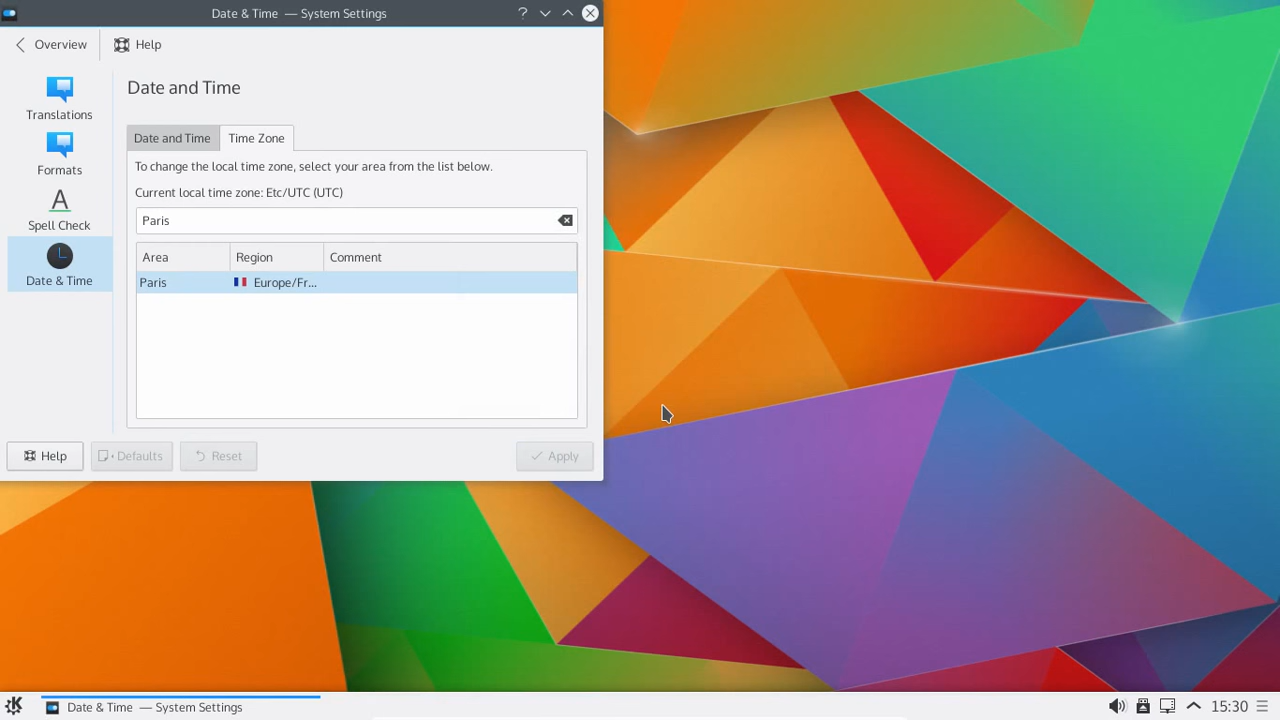 Date & Time — System Settings
Overview
Help
Translations
Formats
Spell Check
Date & Time
Date and Time
Date and Time
Time Zone
To change the local time zone, select your area from the list below.
Current local time zone: Etc/UTC (UTC)
Paris
Area Region Comment
Paris Europe/Fr...
Help
Defaults
Reset
Apply
Date & Time — System Settings
15:30